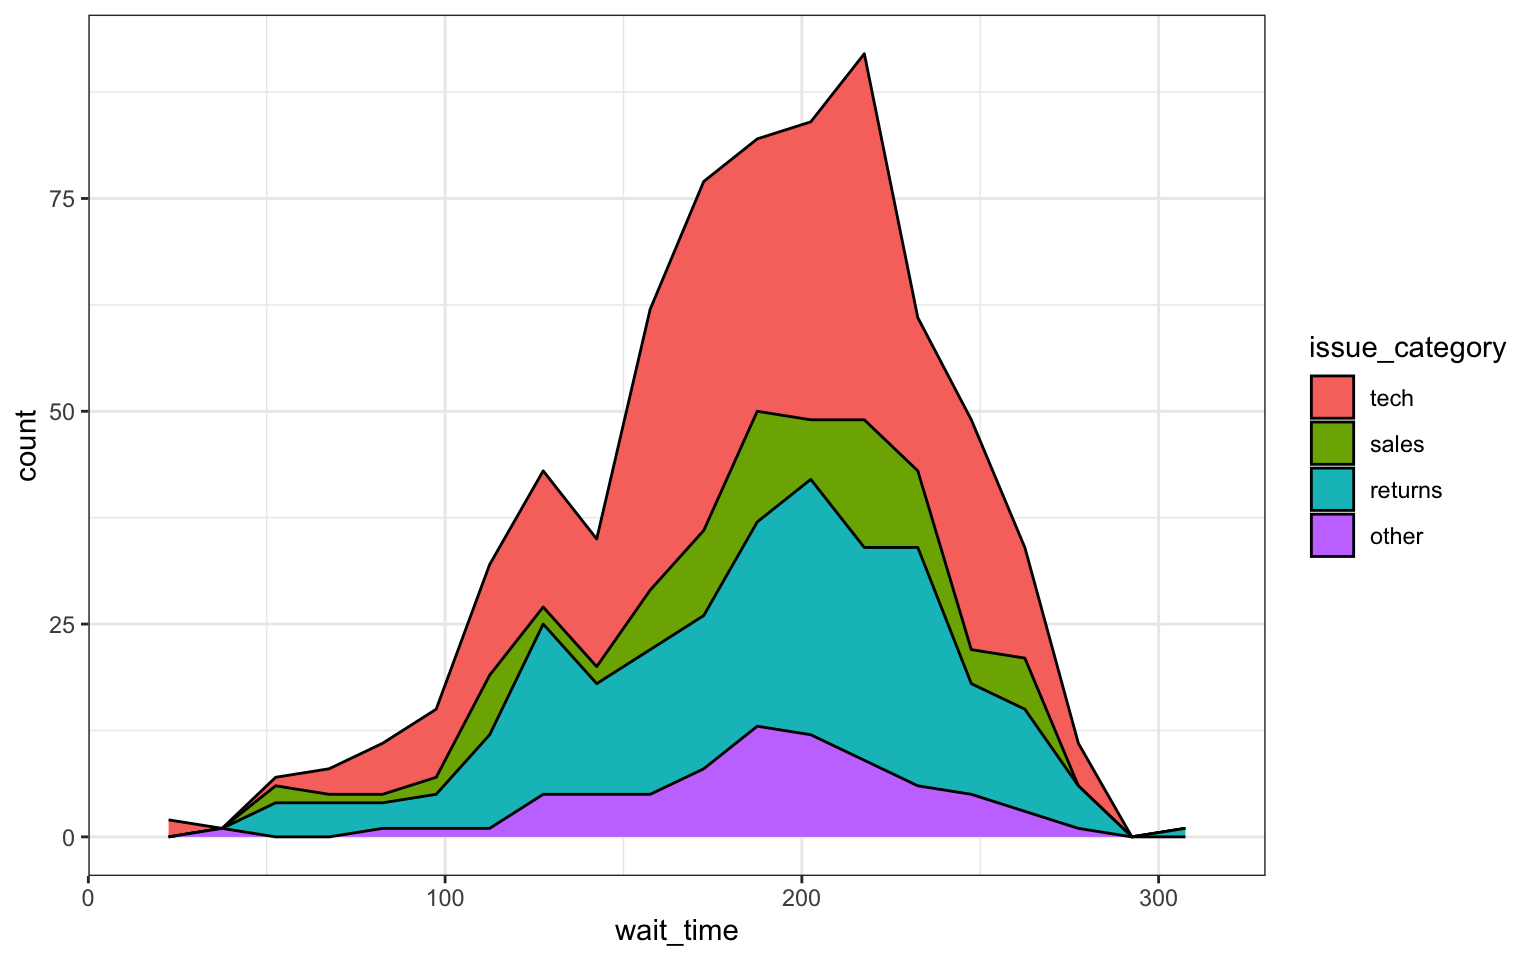 75
50
25
0
count
0 100 200 300
wait_time
issue_category
tech
sales
returns
other